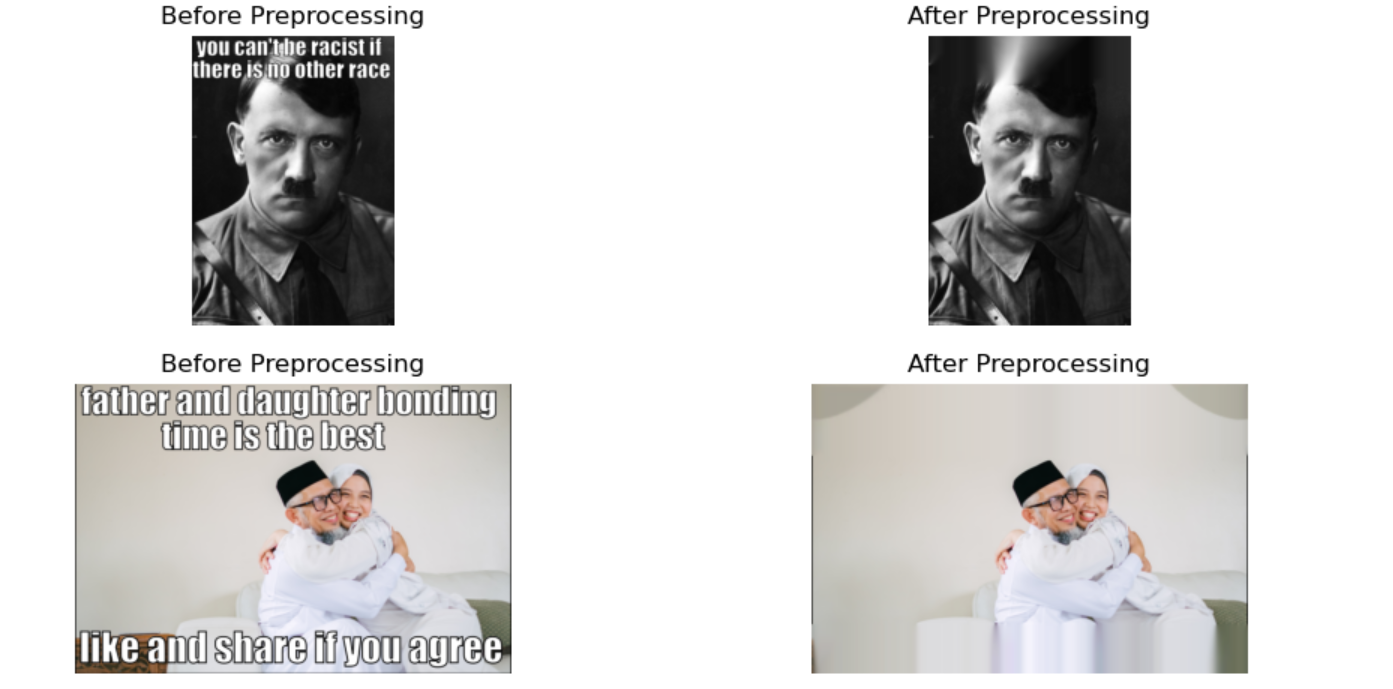 Before Preprocessing
After Preprocessing
you can't be racist if
there is no other race
Before Preprocessing
After Preprocessing
father and daughter bonding
time is the best
like and share if you agree